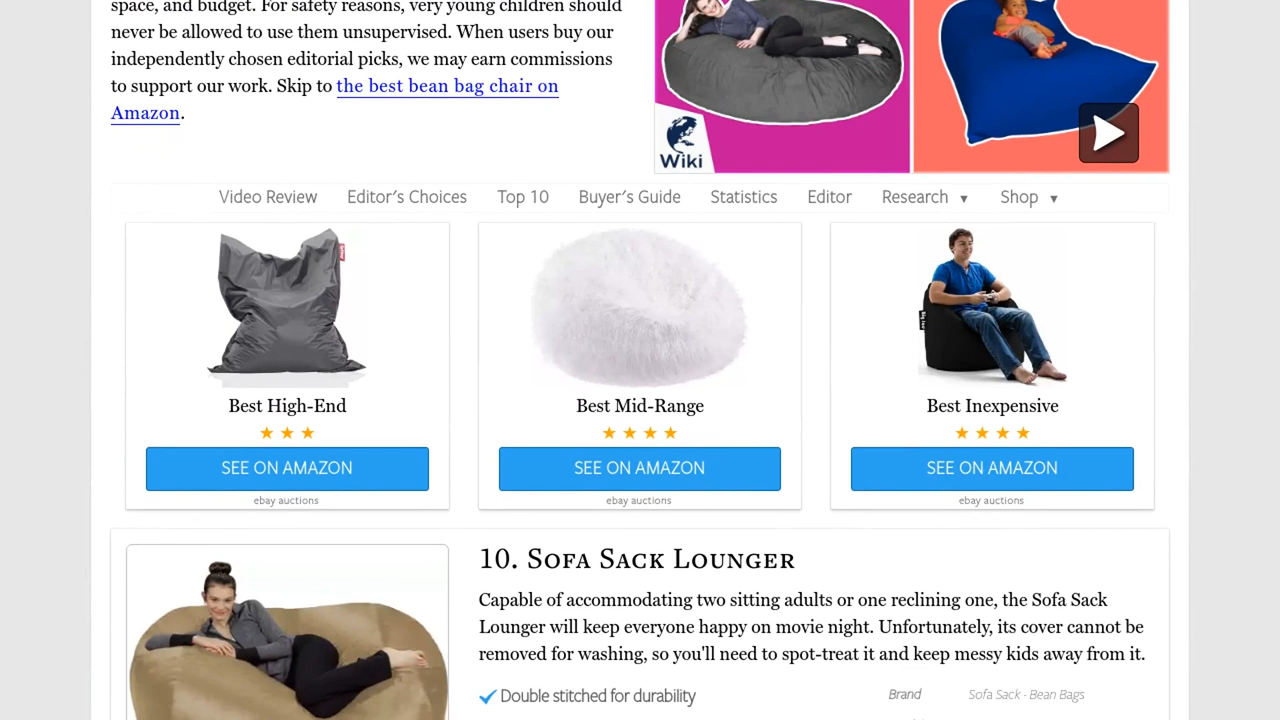 space, and budget. For safety reasons, very young children should
never be allowed to use them unsupervised. When users buy our
independently chosen editorial picks, we may earn commissions
to support our work. Skip to the best bean bag chair on
Amazon.
Wiki
Video Review Editor's Choices Top 10 Buyer's Guide Statistics Editor Research ▼ Shop ▼
Best High-End
★ ★ ★
SEE ON AMAZON
ebay auctions
Best Mid-Range
★ ★ ★ ★
SEE ON AMAZON
ebay auctions
Best Inexpensive
★ ★ ★ ★
SEE ON AMAZON
ebay auctions
10. Sofa Sack Lounger
Capable of accommodating two sitting adults or one reclining one, the Sofa Sack
Lounger will keep everyone happy on movie night. Unfortunately, its cover cannot be
removed for washing, so you'll need to spot-treat it and keep messy kids away from it.
Double stitched for durability
Brand Sofa Sack - Bean Bags